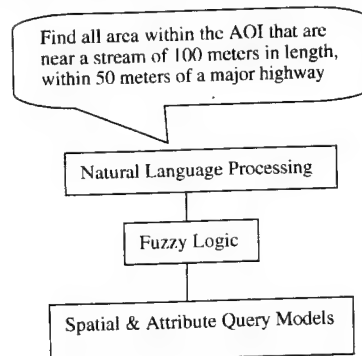 Find all area within the AOI that are
near a stream of 100 meters in length,
within 50 meters of a major highway
Natural Language Processing
Fuzzy Logic
Spatial & Attribute Query Models